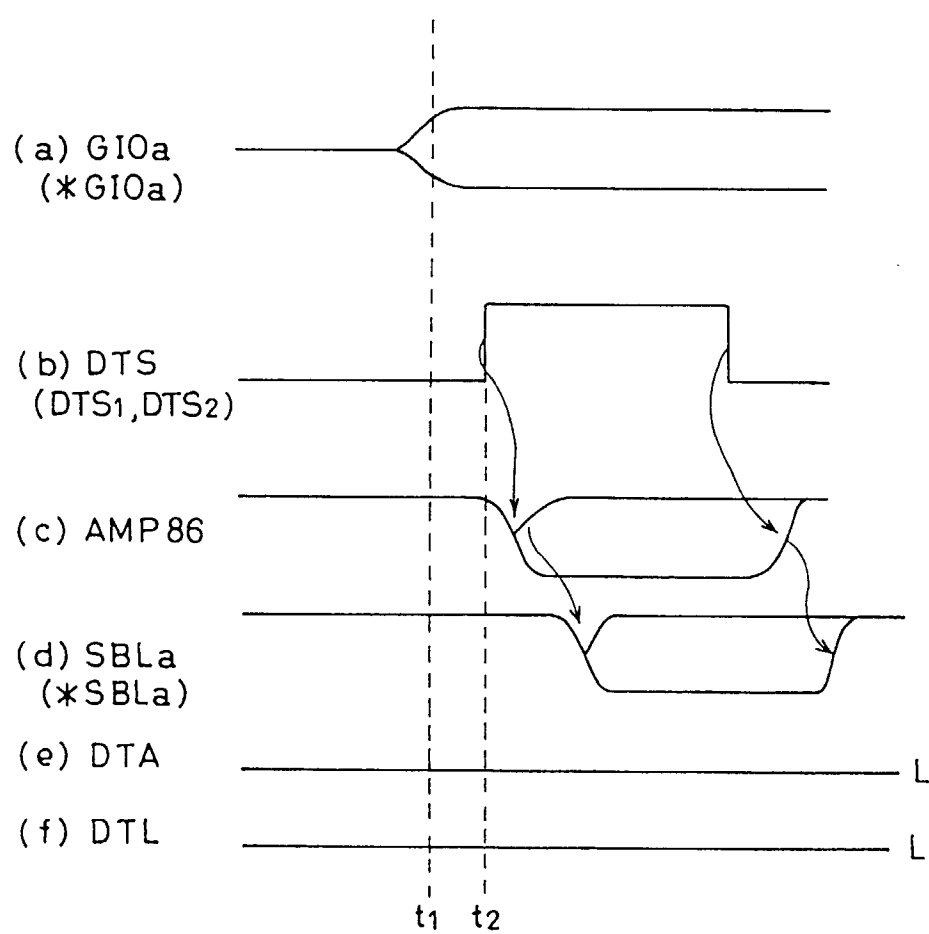 (a) GIOa
(*GIOa)
(b) DTS
(DTS1,DTS2)
(c) AMP86
(d) SBLa
(*SBLa)
(e) DTA
L
(f) DTL
L
t1 t2